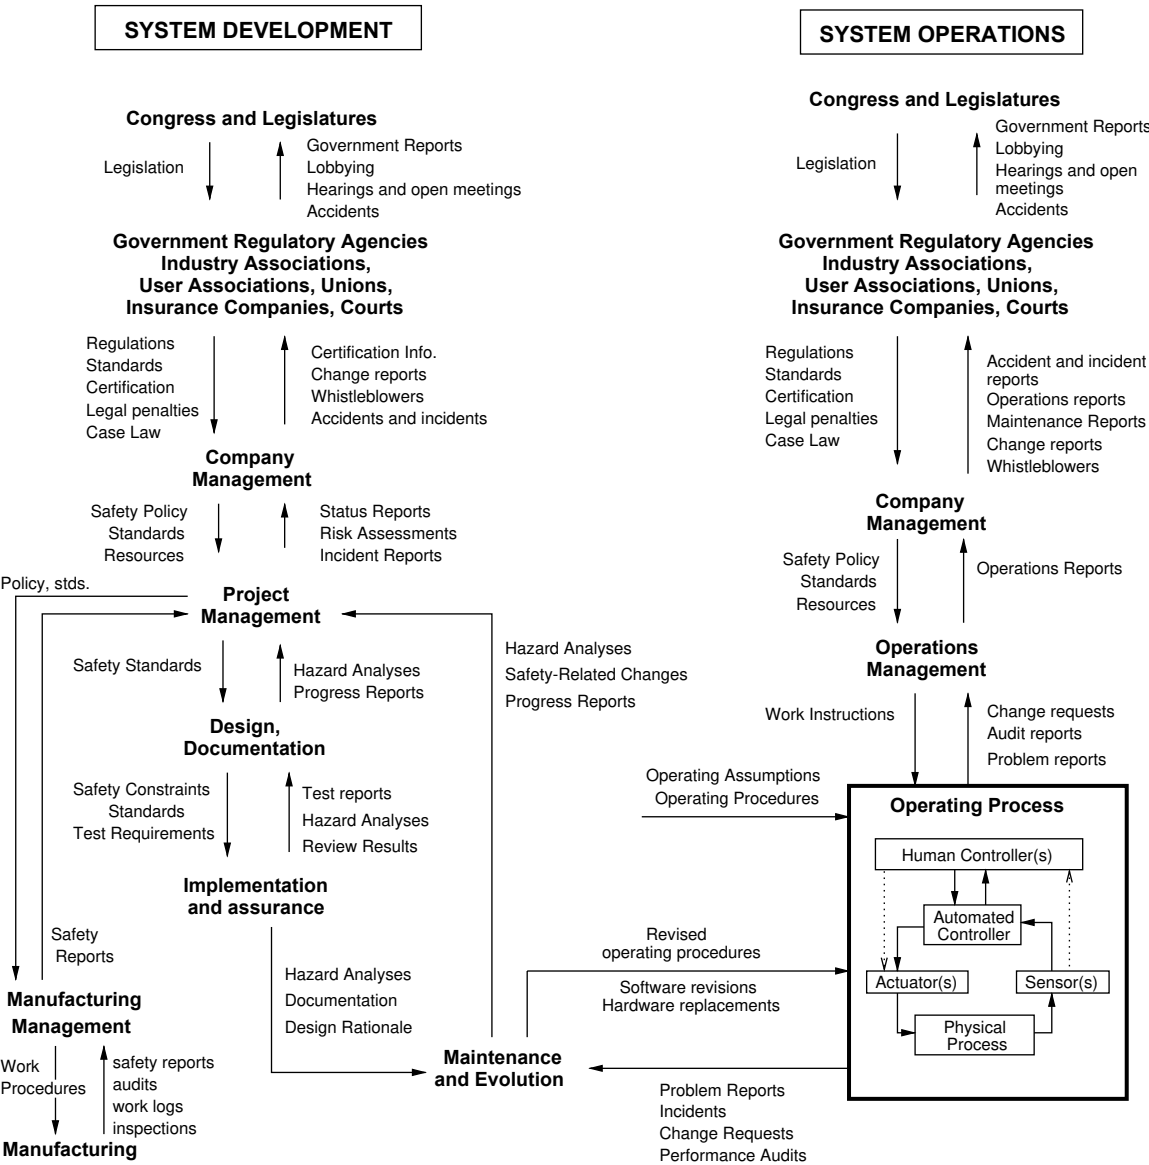 SYSTEM DEVELOPMENT
Congress and Legislatures
Legislation
Government Reports
Lobbying
Hearings and open meetings
Accidents
Government Regulatory Agencies
Industry Associations,
User Associations, Unions,
Insurance Companies, Courts
Regulations
Standards
Certification
Legal penalties
Case Law
Certification Info.
Change reports
Whistleblowers
Accidents and incidents
Company
Management
Safety Policy
Standards
Resources
Status Reports
Risk Assessments
Incident Reports
Policy, stds.
Project
Management
Safety Standards
Hazard Analyses
Progress Reports
Design,
Documentation
Safety Constraints
Standards
Test Requirements
Test reports
Hazard Analyses
Review Results
Implementation
and assurance
Safety
Reports
Hazard Analyses
Documentation
Design Rationale
Manufacturing
Management
Work
Procedures
safety reports
audits
work logs
inspections
Manufacturing
Hazard Analyses
Safety-Related Changes
Progress Reports
Maintenance
and Evolution
SYSTEM OPERATIONS
Congress and Legislatures
Legislation
Government Reports
Lobbying
Hearings and open
meetings
Accidents
Government Regulatory Agencies
Industry Associations,
User Associations, Unions,
Insurance Companies, Courts
Regulations
Standards
Certification
Legal penalties
Case Law
Accident and incident
reports
Operations reports
Maintenance Reports
Change reports
Whistleblowers
Company
Management
Safety Policy
Standards
Resources
Operations Reports
Operations
Management
Work Instructions
Change requests
Audit reports
Problem reports
Operating Assumptions
Operating Procedures
Operating Process
Human Controller(s)
Automated
Controller
Actuator(s)
Sensor(s)
Physical
Process
Revised
operating procedures
Software revisions
Hardware replacements
Problem Reports
Incidents
Change Requests
Performance Audits